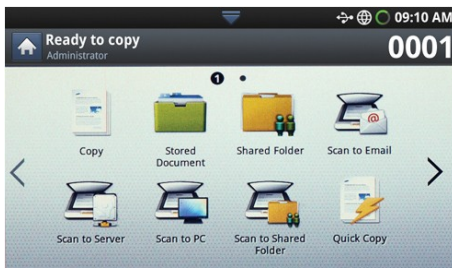 09:10 AM
Ready to copy
Administrator
0001
1
Copy
Stored
Document
Shared Folder
Scan to Email
@
Scan to Server
Scan to PC
Scan to Shared
Folder
Quick Copy